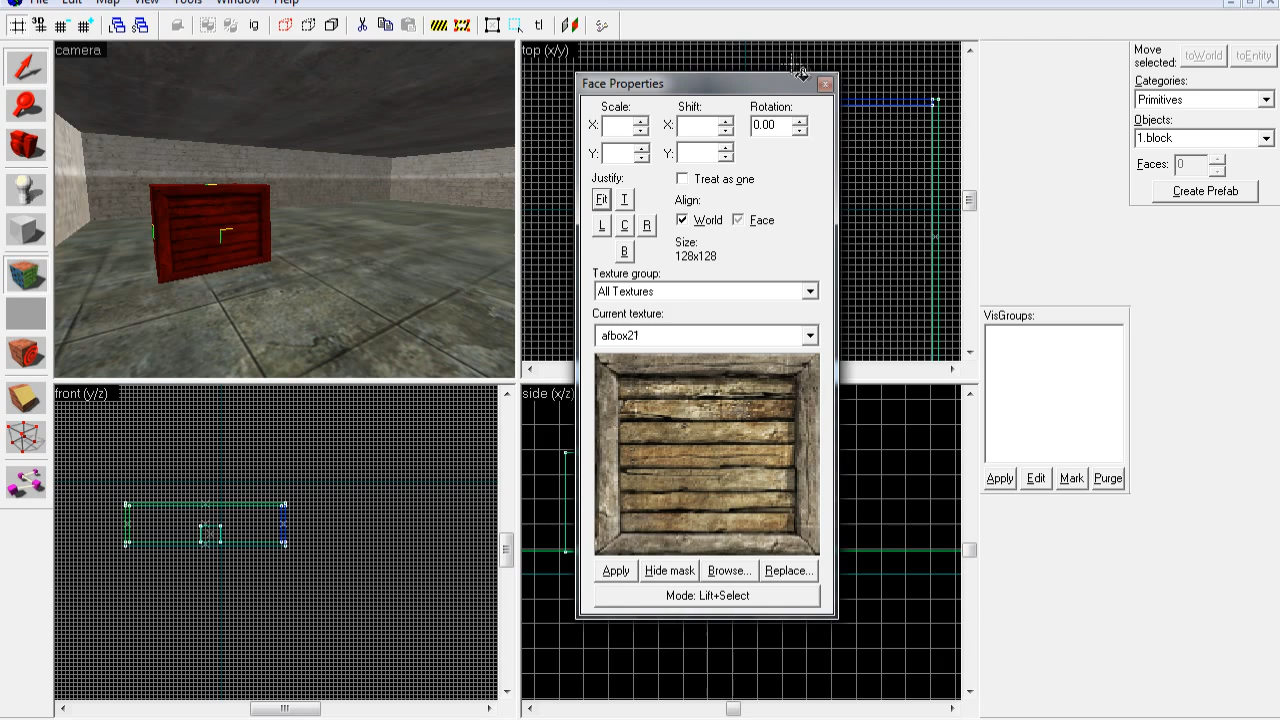 File Edit Map View Tools Window Help
3D ig tl
camera
top (x/y)
Face Properties
Scale: Shift: Rotation:
X: X: 0.00
Y: Y:
Justify: Treat as one
Fit T Align:
L C R World Face
B Size:
128x128
Texture group:
All Textures
Current texture:
afbox21
Apply Hide mask Browse... Replace...
Mode: Lift+Select
front (y/z)
side (x/z)
Move
selected: toWorld toEntity
Categories:
Primitives
Objects:
1.block
Faces: 0
Create Prefab
VisGroups:
Apply Edit Mark Purge